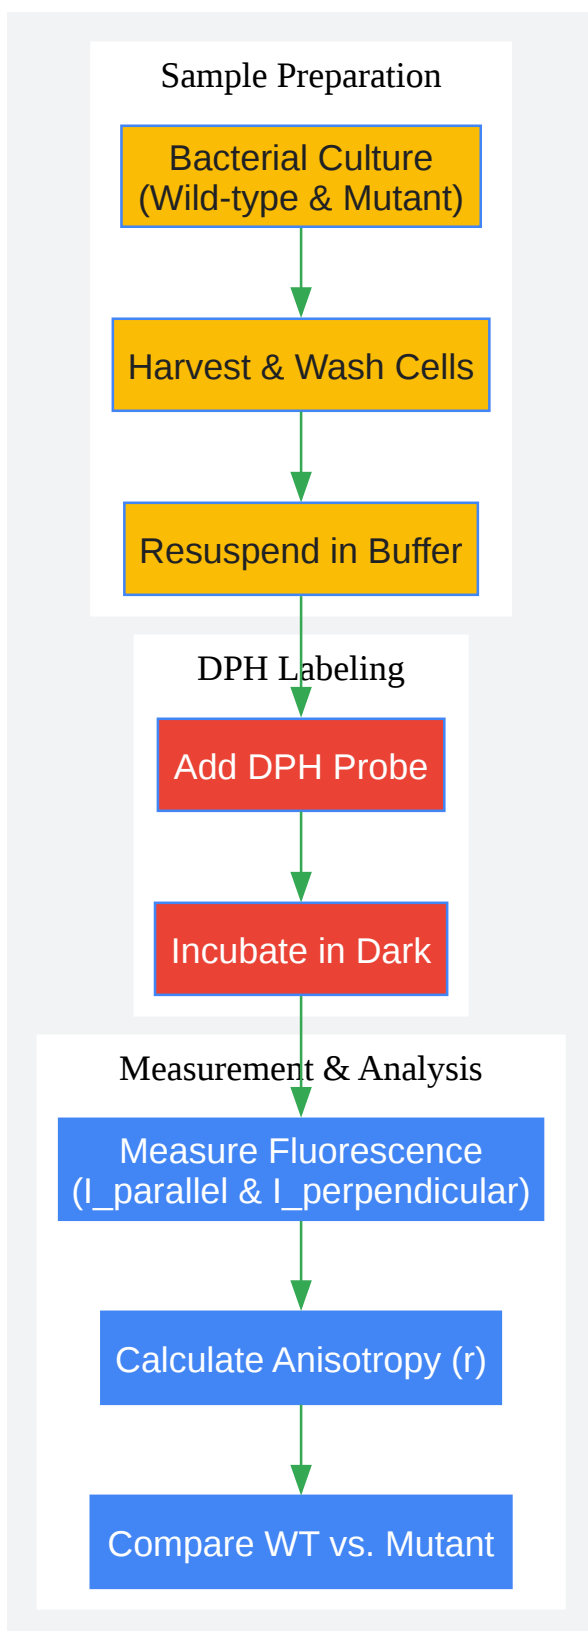 Sample Preparation
Bacterial Culture
(Wild-type & Mutant)
Harvest & Wash Cells
Resuspend in Buffer
DPH Labeling
Add DPH Probe
Incubate in Dark
Measurement & Analysis
Measure Fluorescence
(I_parallel & I_perpendicular)
Calculate Anisotropy (r)
Compare WT vs. Mutant